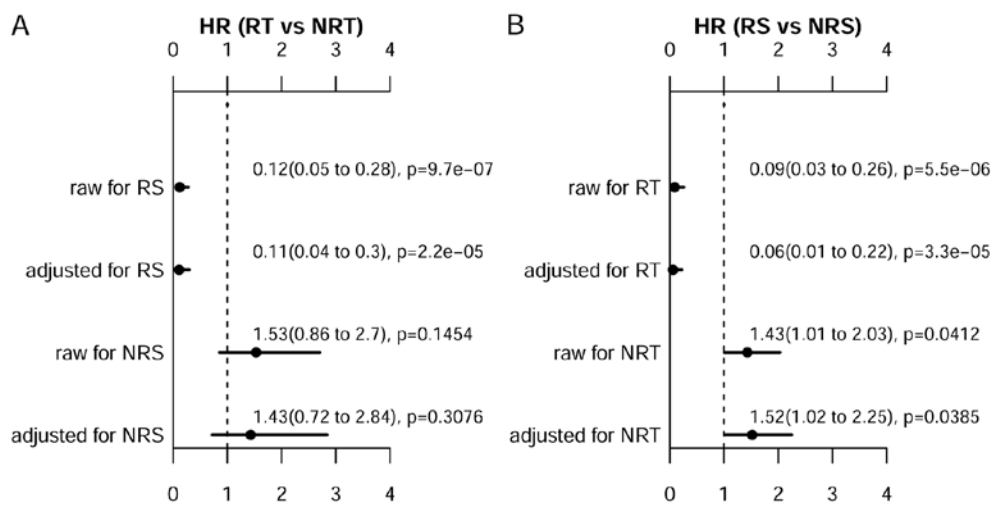 A
HR (RT vs NRT)
0 1 2 3 4
raw for RS
0.12(0.05 to 0.28), p=9.7e−07
adjusted for RS
0.11(0.04 to 0.3), p=2.2e−05
raw for NRS
1.53(0.86 to 2.7), p=0.1454
adjusted for NRS
1.43(0.72 to 2.84), p=0.3076
0 1 2 3 4
B
HR (RS vs NRS)
0 1 2 3 4
raw for RT
0.09(0.03 to 0.26), p=5.5e−06
adjusted for RT
0.06(0.01 to 0.22), p=3.3e−05
raw for NRT
1.43(1.01 to 2.03), p=0.0412
adjusted for NRT
1.52(1.02 to 2.25), p=0.0385
0 1 2 3 4